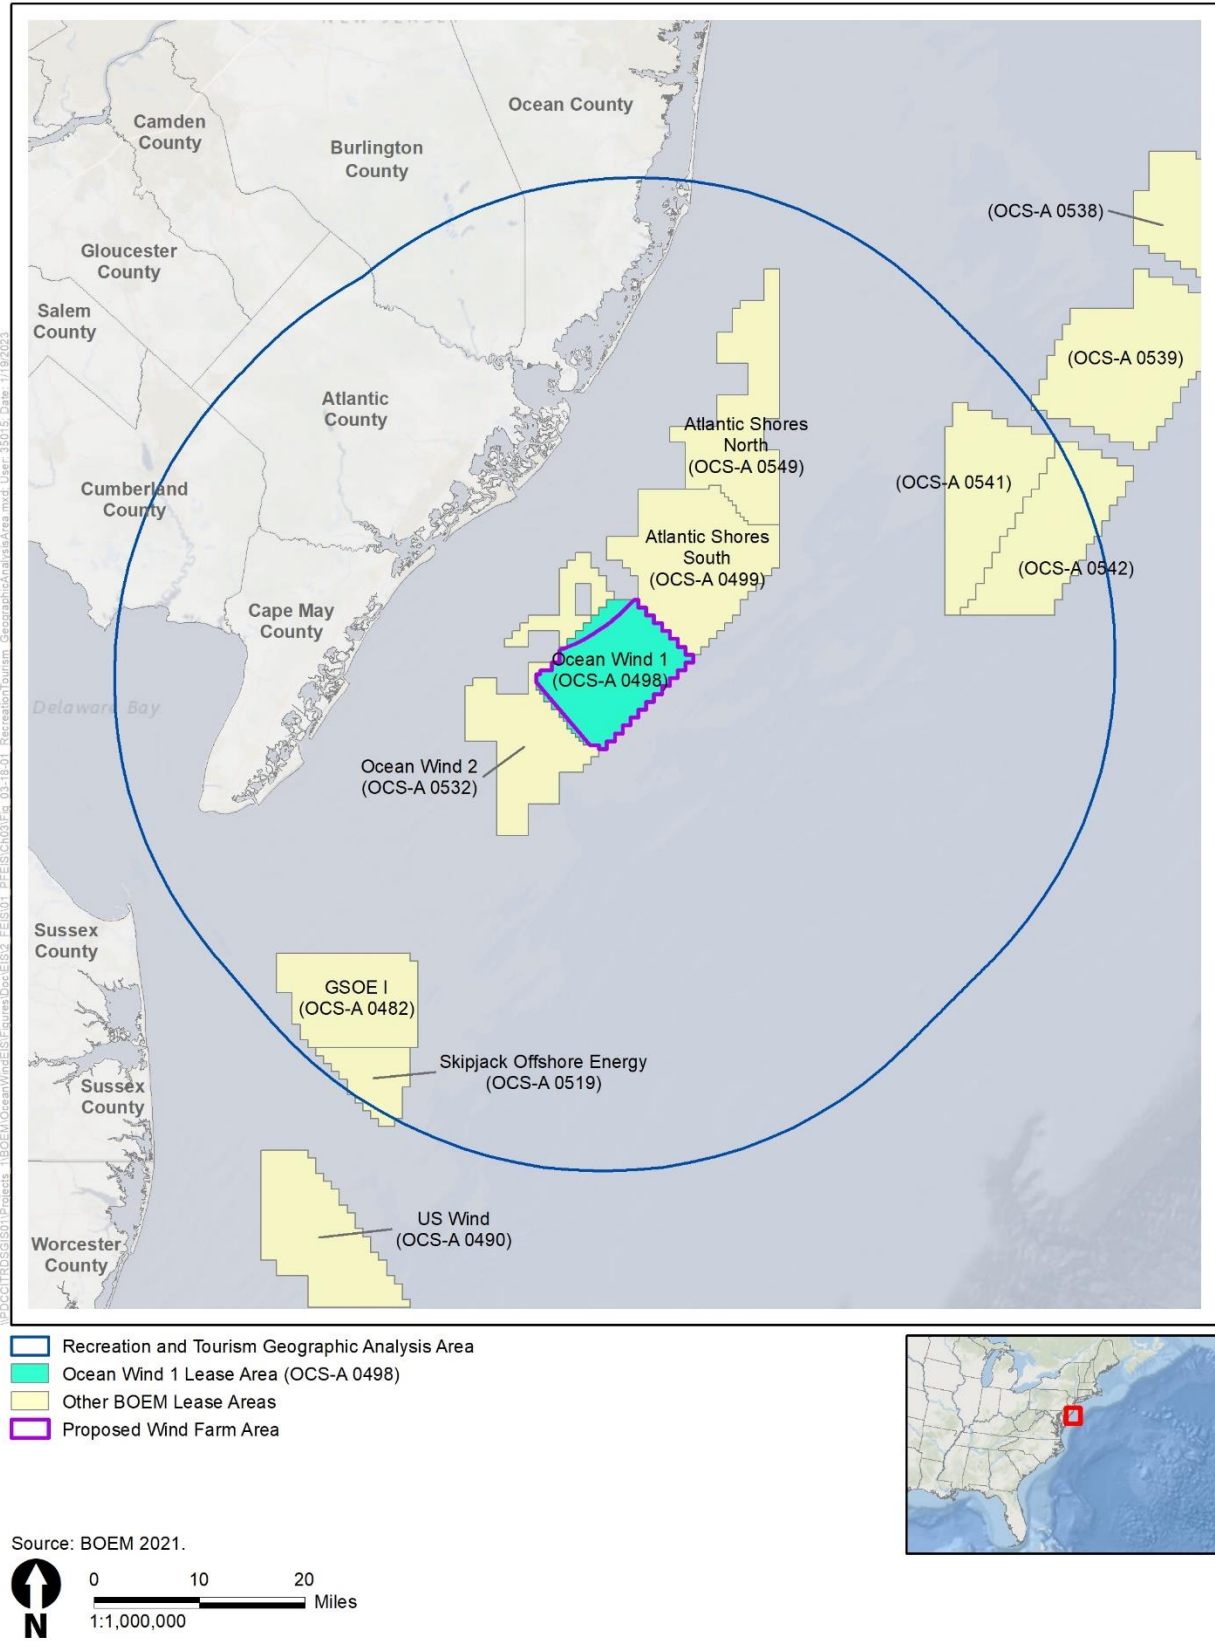 NEW JERSEY
Ocean County
Camden
County
Burlington
County
(OCS-A 0538)
Gloucester
County
Salem
County
(OCS-A 0539)
Atlantic
County
Atlantic Shores
North
(OCS-A 0549)
Cumberland
County
(OCS-A 0541)
Atlantic Shores
South
(OCS-A 0499)
(OCS-A 0542)
Cape May
County
Ocean Wind 1
(OCS-A 0498)
Delaware Bay
Ocean Wind 2
(OCS-A 0532)
Sussex
County
GSOE I
(OCS-A 0482)
Skipjack Offshore Energy
(OCS-A 0519)
Sussex
County
US Wind
(OCS-A 0490)
Worcester
County
Recreation and Tourism Geographic Analysis Area
Ocean Wind 1 Lease Area (OCS-A 0498)
Other BOEM Lease Areas
Proposed Wind Farm Area
Source: BOEM 2021.
N
0 10 20
Miles
1:1,000,000